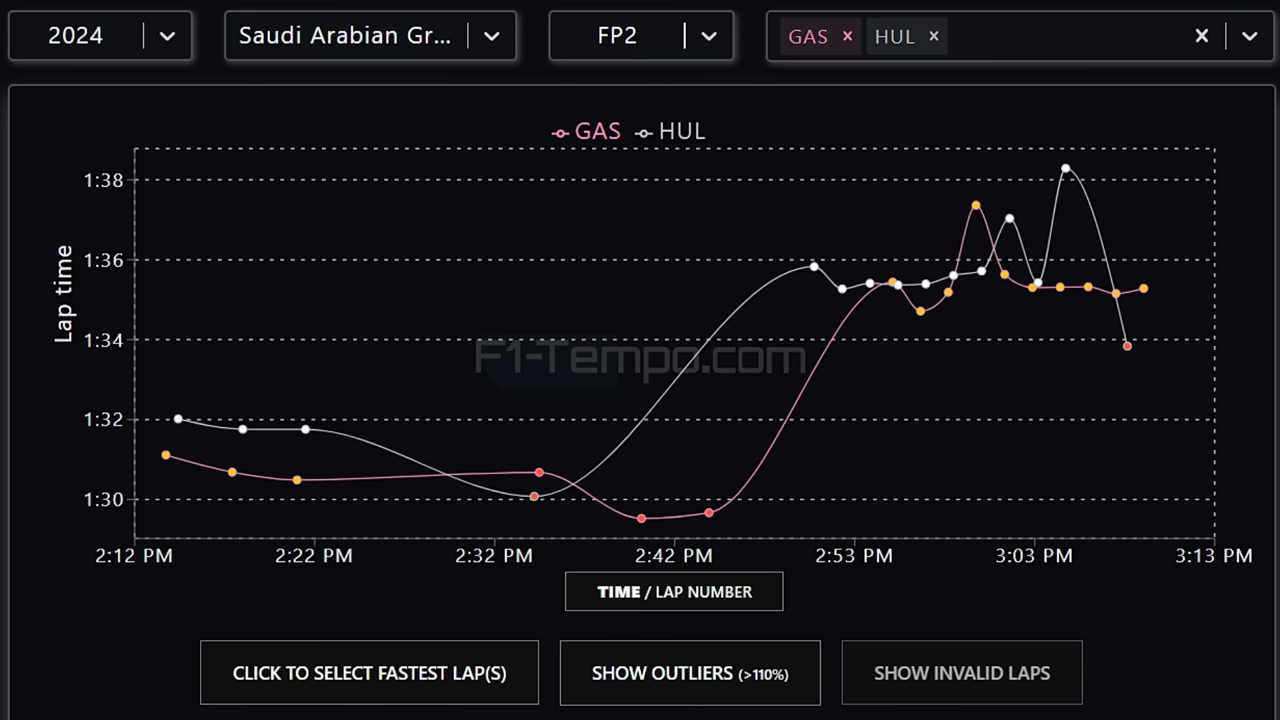 2024 Saudi Arabian Gr... FP2 GAS × HUL ×
GAS HUL
1:38
1:36
1:34
1:32
1:30
Lap time
F1-Tempo.com
2:12 PM 2:22 PM 2:32 PM 2:42 PM 2:53 PM 3:03 PM 3:13 PM
TIME / LAP NUMBER
CLICK TO SELECT FASTEST LAP(S) SHOW OUTLIERS (>110%) SHOW INVALID LAPS